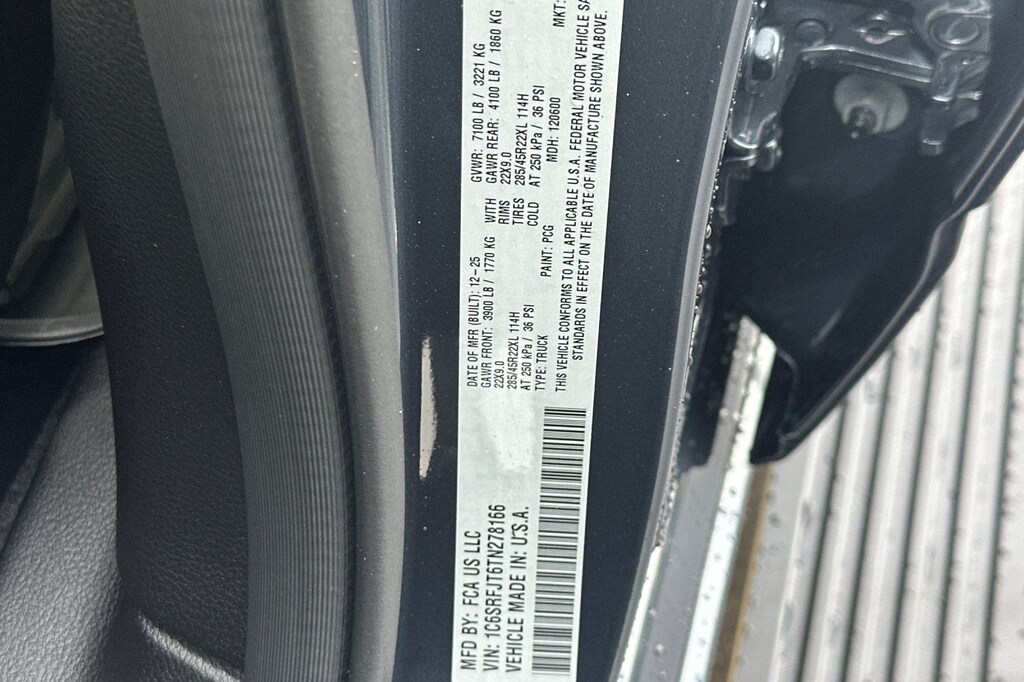 MFD BY: FCA US LLC
DATE OF MFR (BUILT): 12-25
GVWR: 7100 LB / 3221 KG
GAWR FRONT: 3900 LB / 1770 KG
WITH
GAWR REAR: 4100 LB / 1860 KG
22X9.0
RIMS
22X9.0
285/45R22XL 114H
TIRES
285/45R22XL 114H
AT 250 kPa / 36 PSI
COLD
AT 250 kPa / 36 PSI
VIN: 1C6SRFJT6TN278166
TYPE: TRUCK
PAINT: PCG
MDH: 120600
MKT:
VEHICLE MADE IN: U.S.A.
THIS VEHICLE CONFORMS TO ALL APPLICABLE U.S.A. FEDERAL MOTOR VEHICLE SA
STANDARDS IN EFFECT ON THE DATE OF MANUFACTURE SHOWN ABOVE.